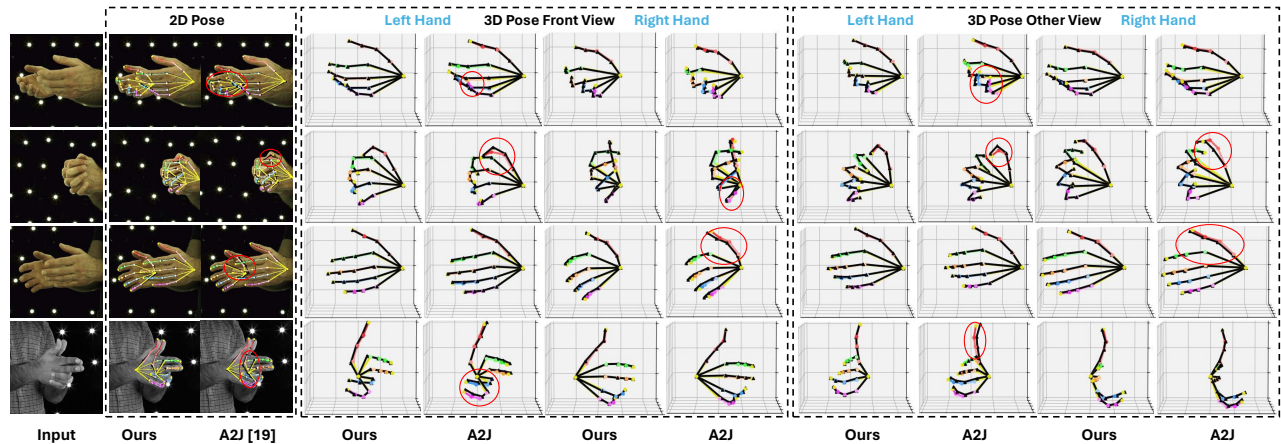 2D Pose
Left Hand 3D Pose Front View Right Hand
Left Hand 3D Pose Other View Right Hand
Input Ours A2J [19] Ours A2J Ours A2J Ours A2J Ours A2J